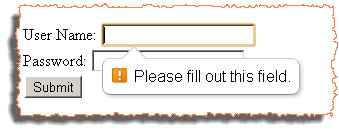 User Name:
Password:
Please fill out this field.
Submit